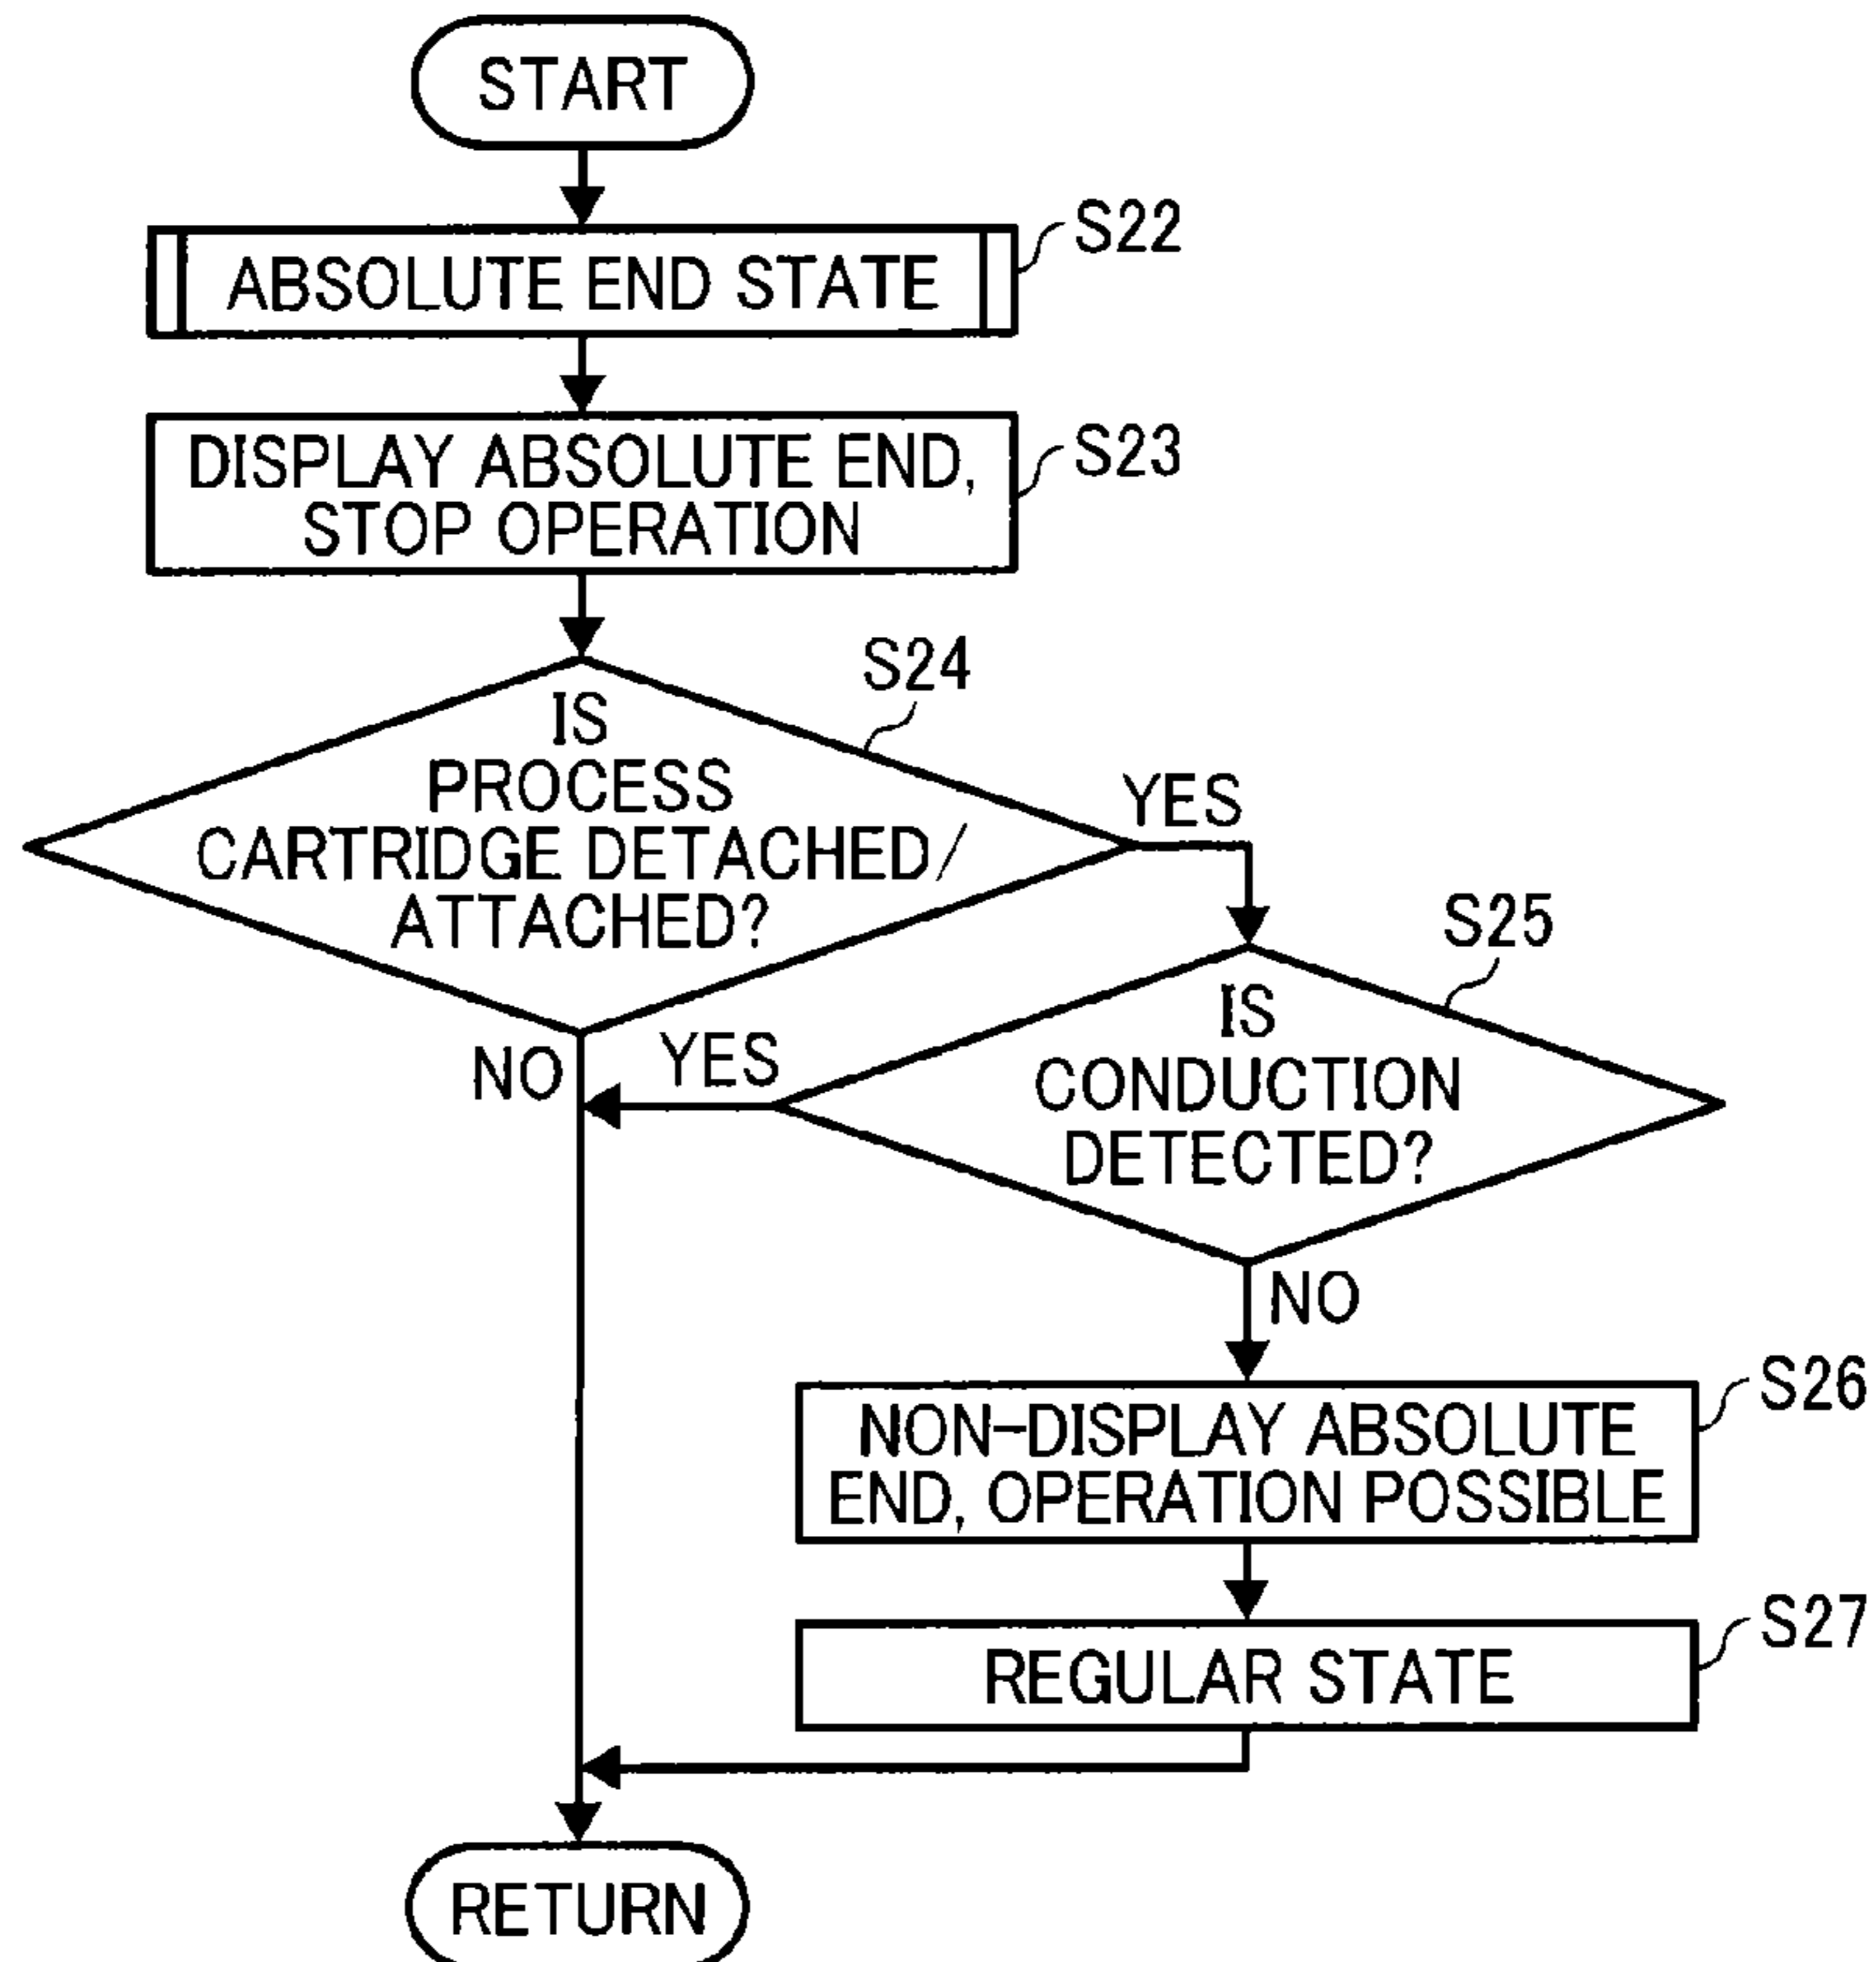 START
S22
ABSOLUTE END STATE
S23
DISPLAY ABSOLUTE END,
STOP OPERATION
S24
IS
PROCESS
CARTRIDGE DETACHED/
ATTACHED?
YES
S25
IS
CONDUCTION
DETECTED?
NO
YES
NO
S26
NON-DISPLAY ABSOLUTE
END, OPERATION POSSIBLE
S27
REGULAR STATE
RETURN